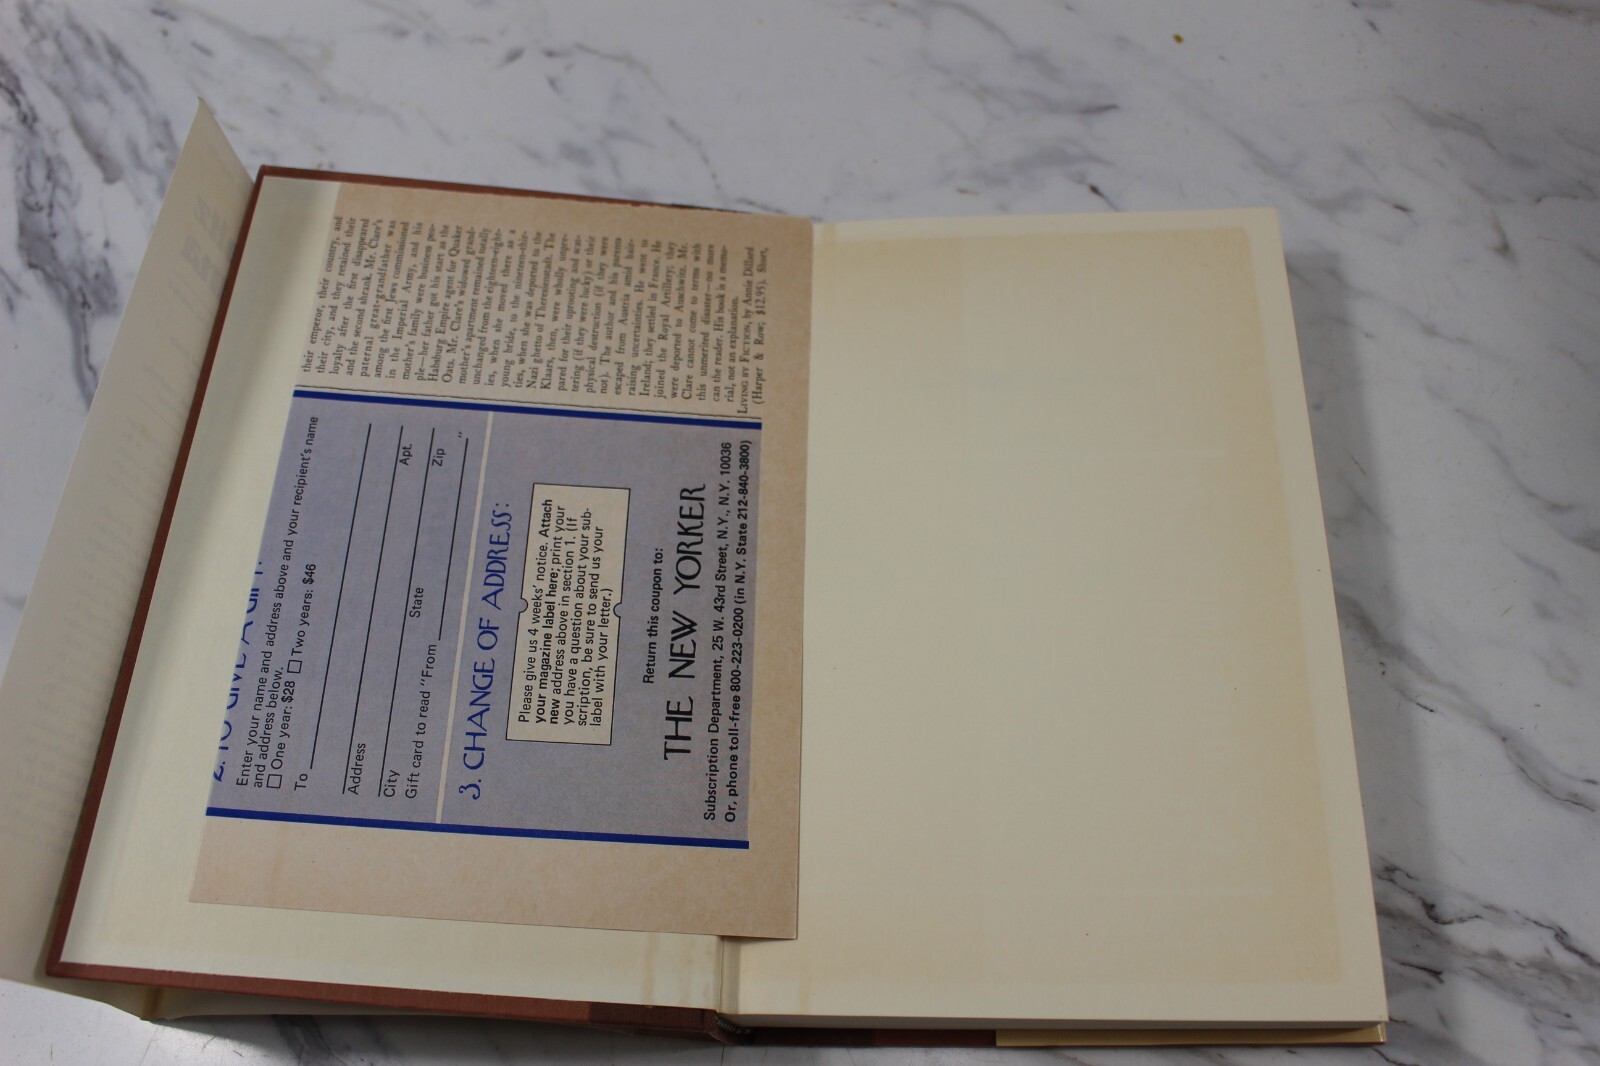 2. TO GIVE A GIFT:
Enter your name and address above and your recipient's name
and address below.
□ One year: $28 □ Two years: $46
To
Address
City Apt.
Gift card to read "From State Zip
"
3. CHANGE OF ADDRESS:
Please give us 4 weeks' notice. Attach
your magazine label here; print your
new address above in section 1. (If
you have a question about your sub-
scription, be sure to send us your
label with your letter.)
Return this coupon to:
THE NEW YORKER
Subscription Department, 25 W. 43rd Street, N.Y., N.Y. 10036
Or, phone toll-free 800-223-0200 (in N.Y. State 212-840-3800)
their emperor, their country, and
their city, and they retained their
loyalty after the first disappeared
and the second shrank. Mr. Clare's
paternal great-grandfather was
among the first Jews commissioned
in the Imperial Army, and his
mother's family were business peo-
ple—her father got his start as the
Habsburg Empire agent for Quaker
Oats. Mr. Clare's widowed grand-
mother's apartment remained totally
unchanged from the eighteen-eight-
ies, when she moved there as a
young bride, to the nineteen-thir-
ties, when she was deported to the
Nazi ghetto of Theresienstadt. The
Klaars, then, were wholly unpre-
pared for their uprooting and scat-
tering (if they were lucky) or their
physical destruction (if they were
not). The author and his parents
escaped from Austria amid hair-
raising uncertainties. He went to
Ireland; they settled in France. He
joined the Royal Artillery; they
were deported to Auschwitz. Mr.
Clare cannot come to terms with
this unmerited disaster—no more
can the reader. His book is a memo-
rial, not an explanation.
LIVING BY FICTION, by Annie Dillard
(Harper & Row; $12.95). Short,